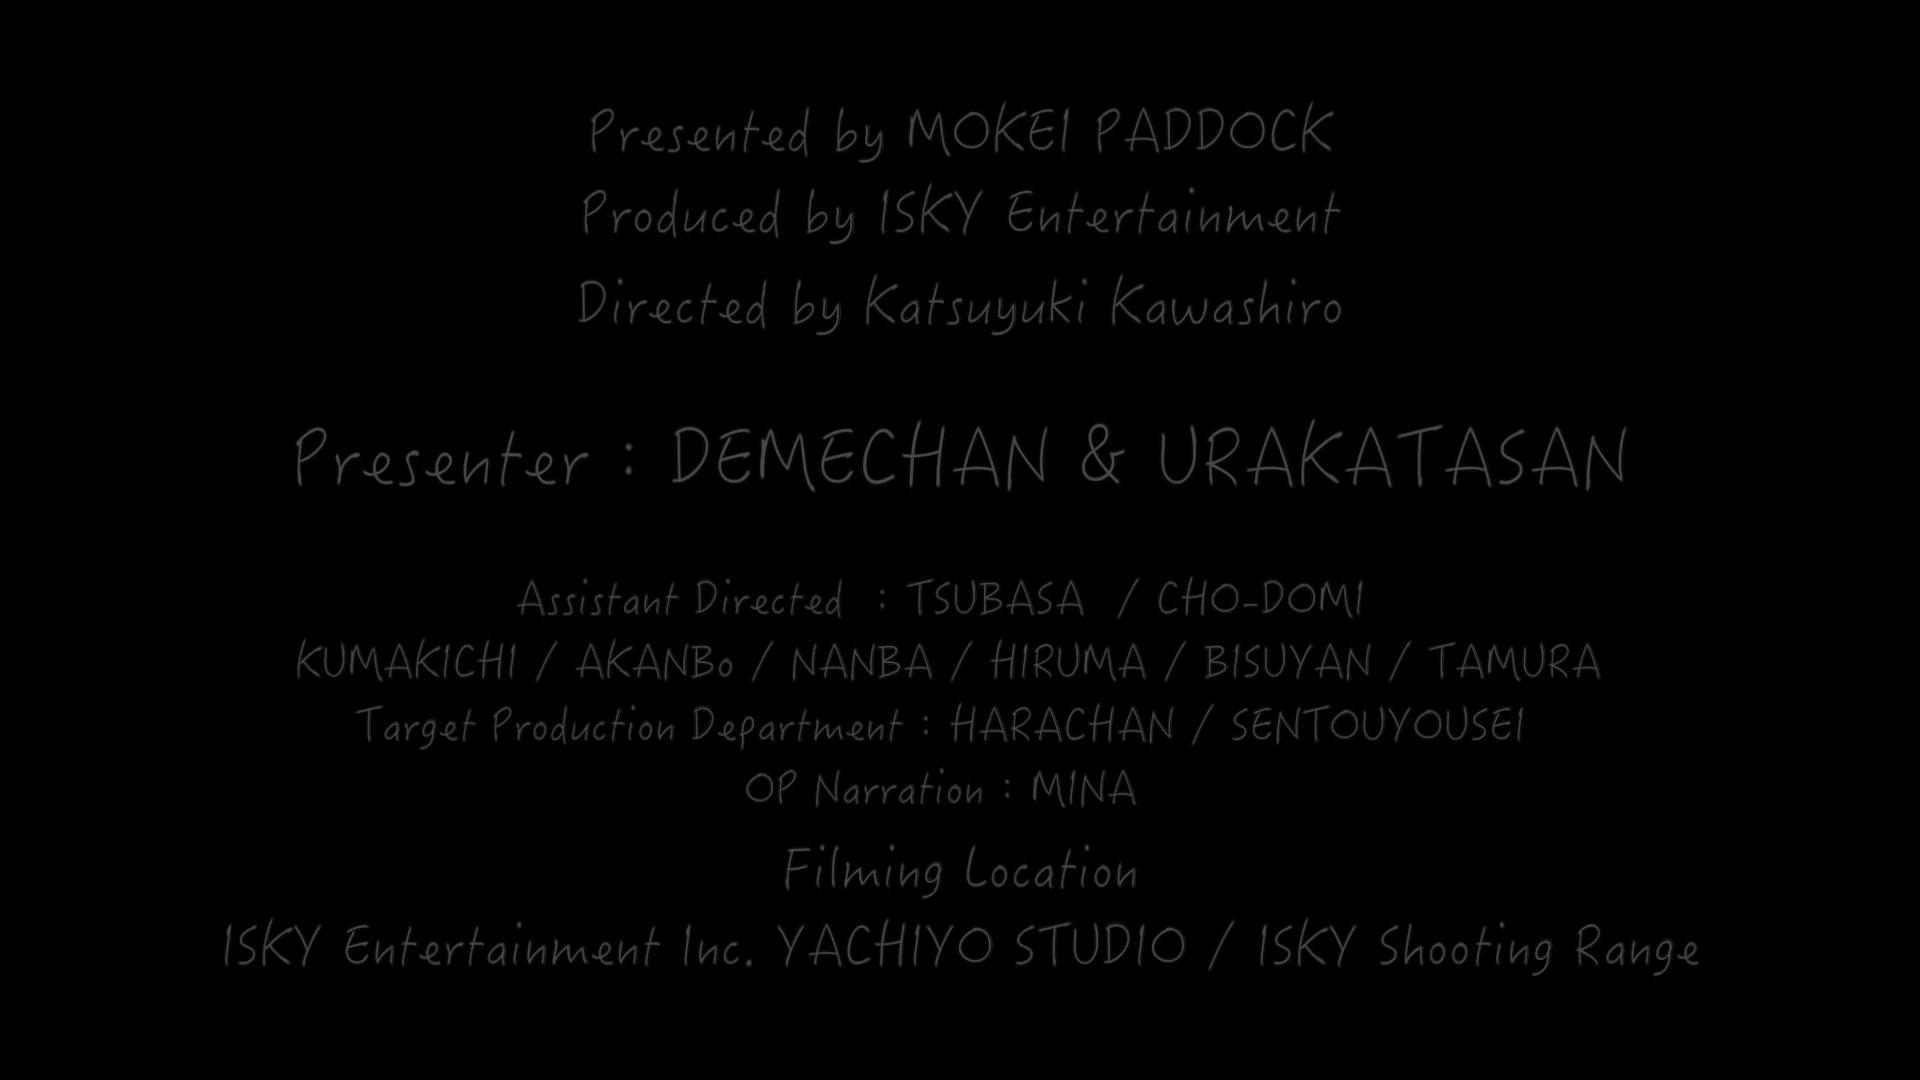 Presented by MOKEI PADDOCK
Produced by ISKY Entertainment
Directed by Katsuyuki Kawashiro
Presenter : DEMECHAN & URAKATASAN
Assistant Directed : TSUBASA / CHO-DOMI
KUMAKICHI / AKANBo / NANBA / HIRUMA / BISUYAN / TAMURA
Target Production Department : HARACHAN / SENTOUYOUSEI
OP Narration : MINA
Filming Location
ISKY Entertainment Inc. YACHIYO STUDIO / ISKY Shooting Range